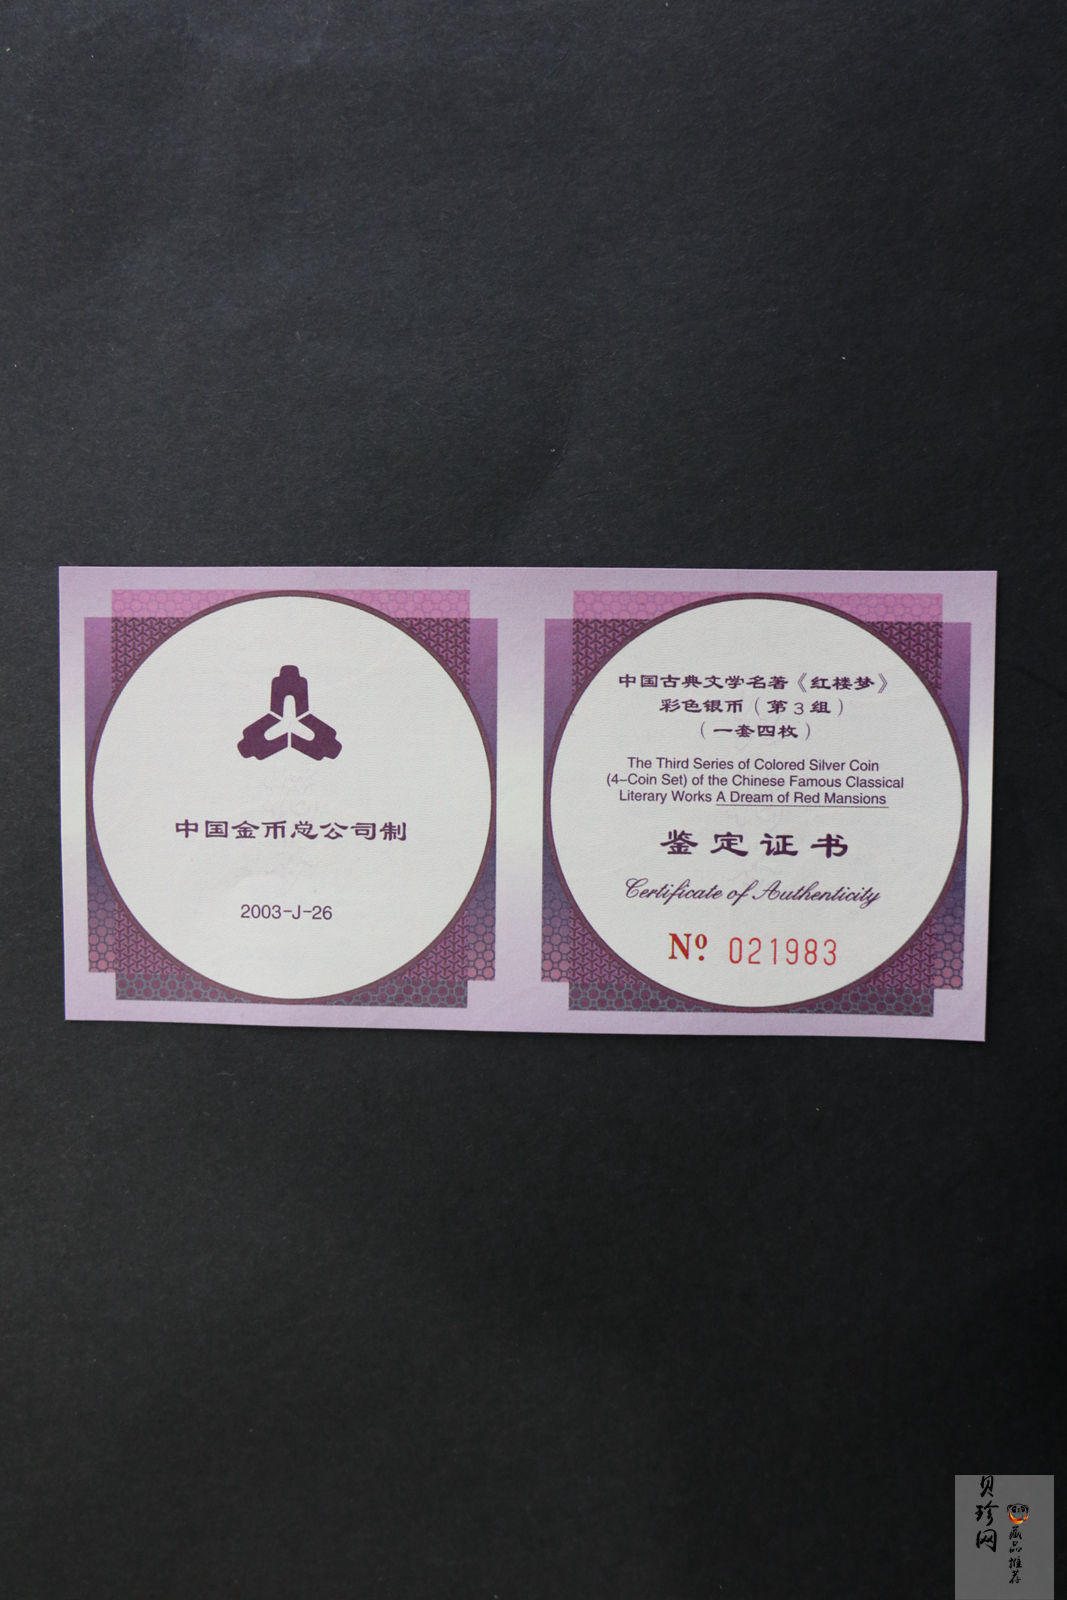 中国金币总公司制
2003-J-26
中国古典文学名著《红楼梦》
彩色银币（第3组）
（一套四枚）
The Third Series of Colored Silver Coin
(4-Coin Set) of the Chinese Famous Classical
Literary Works A Dream of Red Mansions
鉴定证书
Certificate of Authenticity
Nº. 021983
贝珍网
藏品推荐